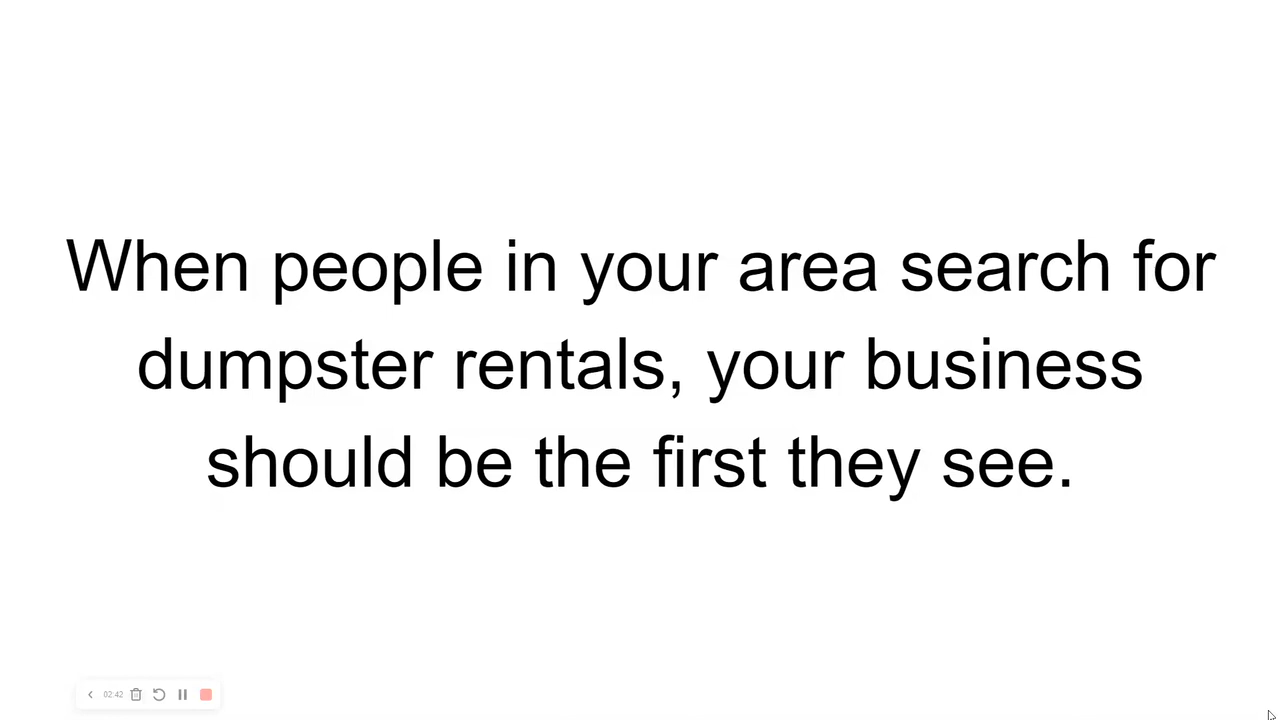 When people in your area search for
dumpster rentals, your business
should be the first they see.
02:42